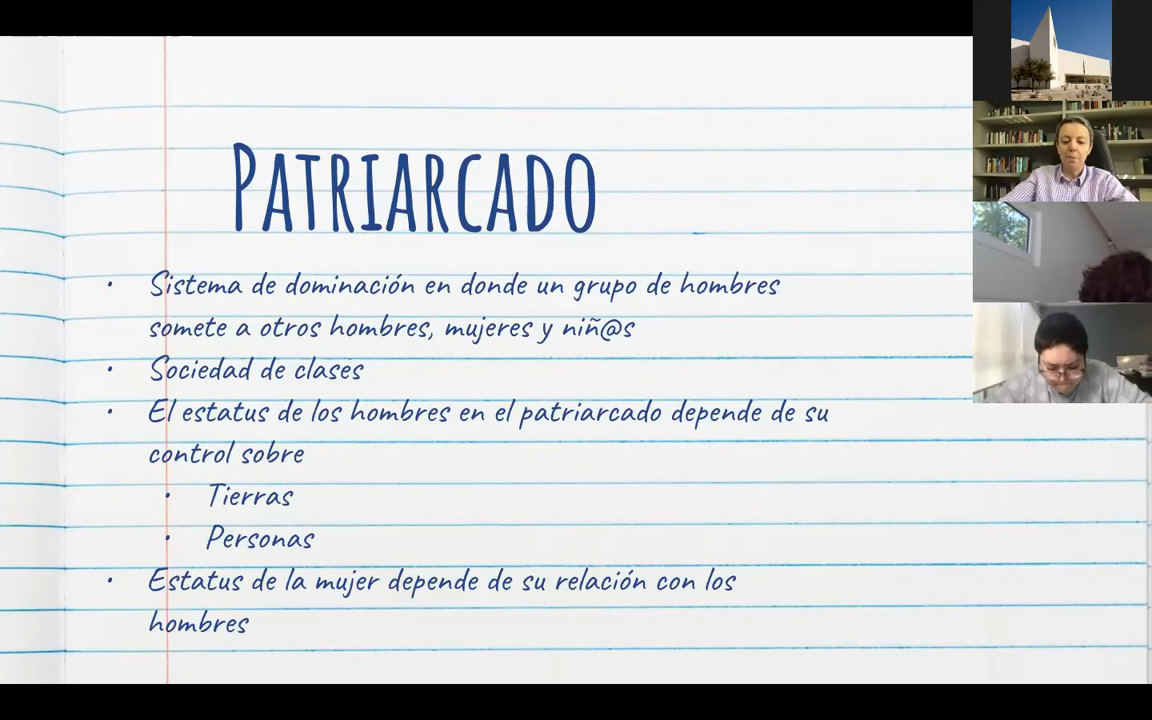 PATRIARCADO
• Sistema de dominación en donde un grupo de hombres
somete a otros hombres, mujeres y niñ@s
• Sociedad de clases
• El estatus de los hombres en el patriarcado depende de su
control sobre
• Tierras
• Personas
• Estatus de la mujer depende de su relación con los
hombres